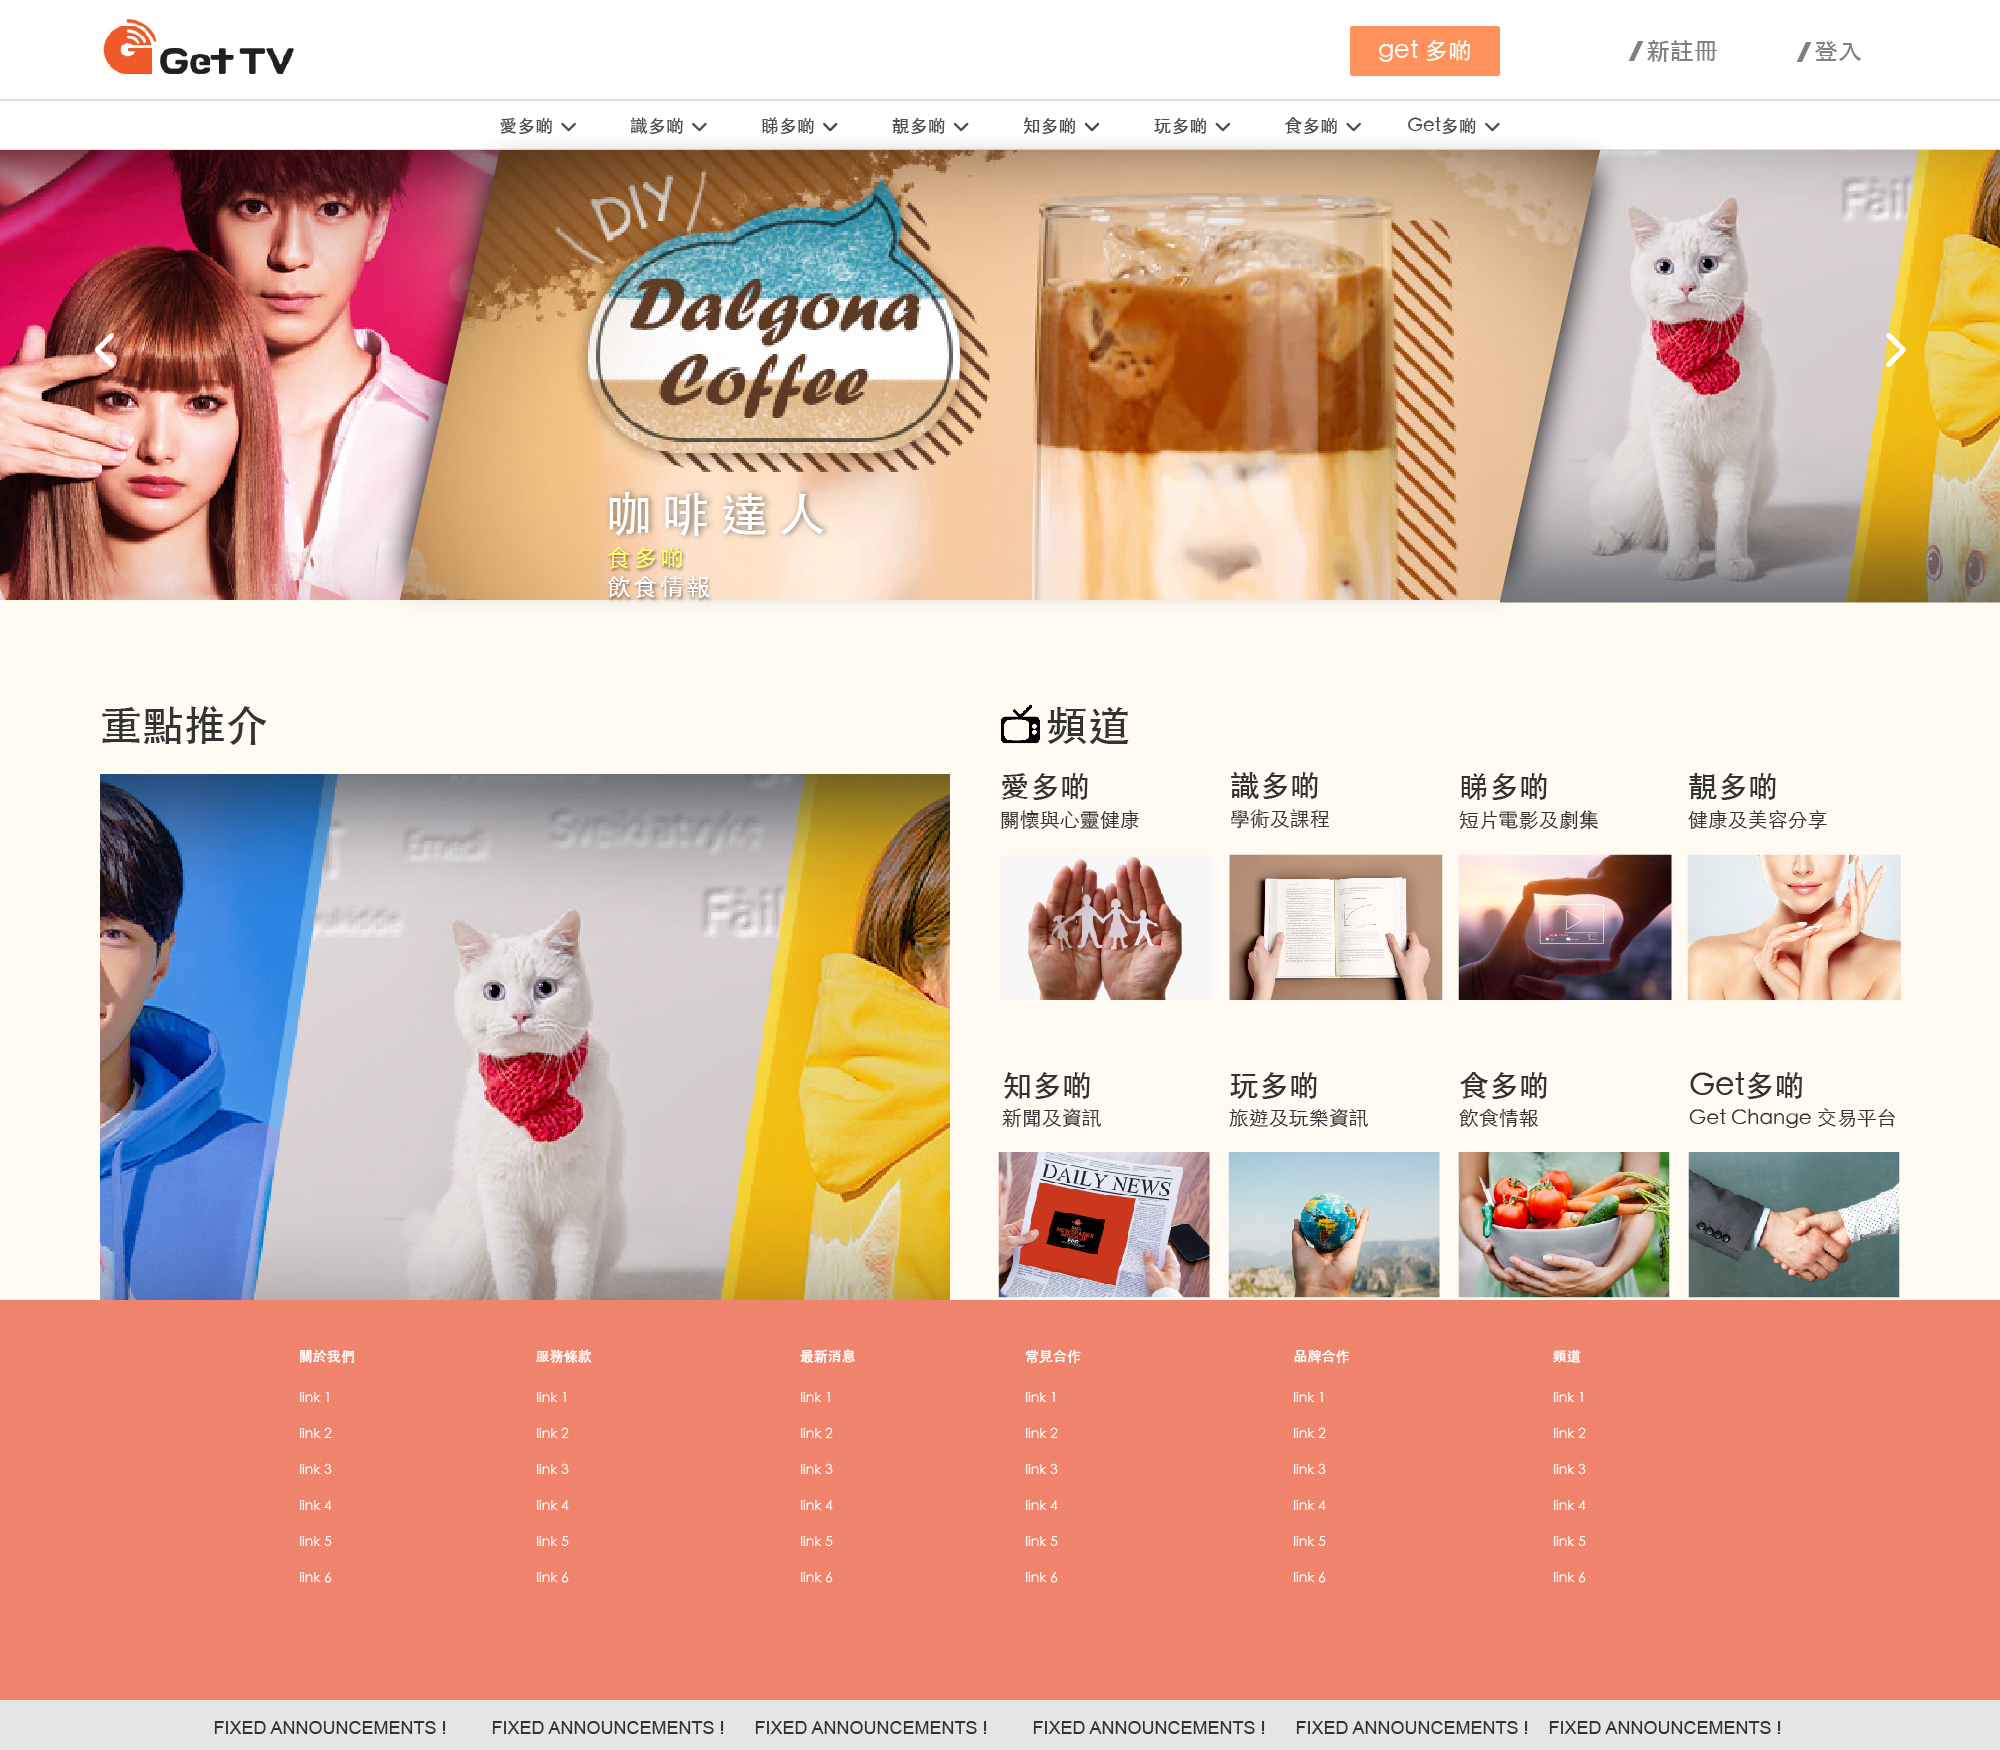 Get TV
get 多啲
新註冊
登入
愛多啲
識多啲
睇多啲
靚多啲
知多啲
玩多啲
食多啲
Get多啲
DIY
Dalgona
Coffee
咖啡達人
食多啲
飲食情報
Fail
重點推介
Emedi
Sveikratvykę
Fàil
頻道
愛多啲
關懷與心靈健康
識多啲
學術及課程
睇多啲
短片電影及劇集
靚多啲
健康及美容分享
知多啲
新聞及資訊
玩多啲
旅遊及玩樂資訊
食多啲
飲食情報
Get多啲
Get Change 交易平台
DAILY NEWS
關於我們
link 1
link 2
link 3
link 4
link 5
link 6
服務條款
link 1
link 2
link 3
link 4
link 5
link 6
最新消息
link 1
link 2
link 3
link 4
link 5
link 6
常見合作
link 1
link 2
link 3
link 4
link 5
link 6
品牌合作
link 1
link 2
link 3
link 4
link 5
link 6
頻道
link 1
link 2
link 3
link 4
link 5
link 6
FIXED ANNOUNCEMENTS !
FIXED ANNOUNCEMENTS !
FIXED ANNOUNCEMENTS !
FIXED ANNOUNCEMENTS !
FIXED ANNOUNCEMENTS !
FIXED ANNOUNCEMENTS !